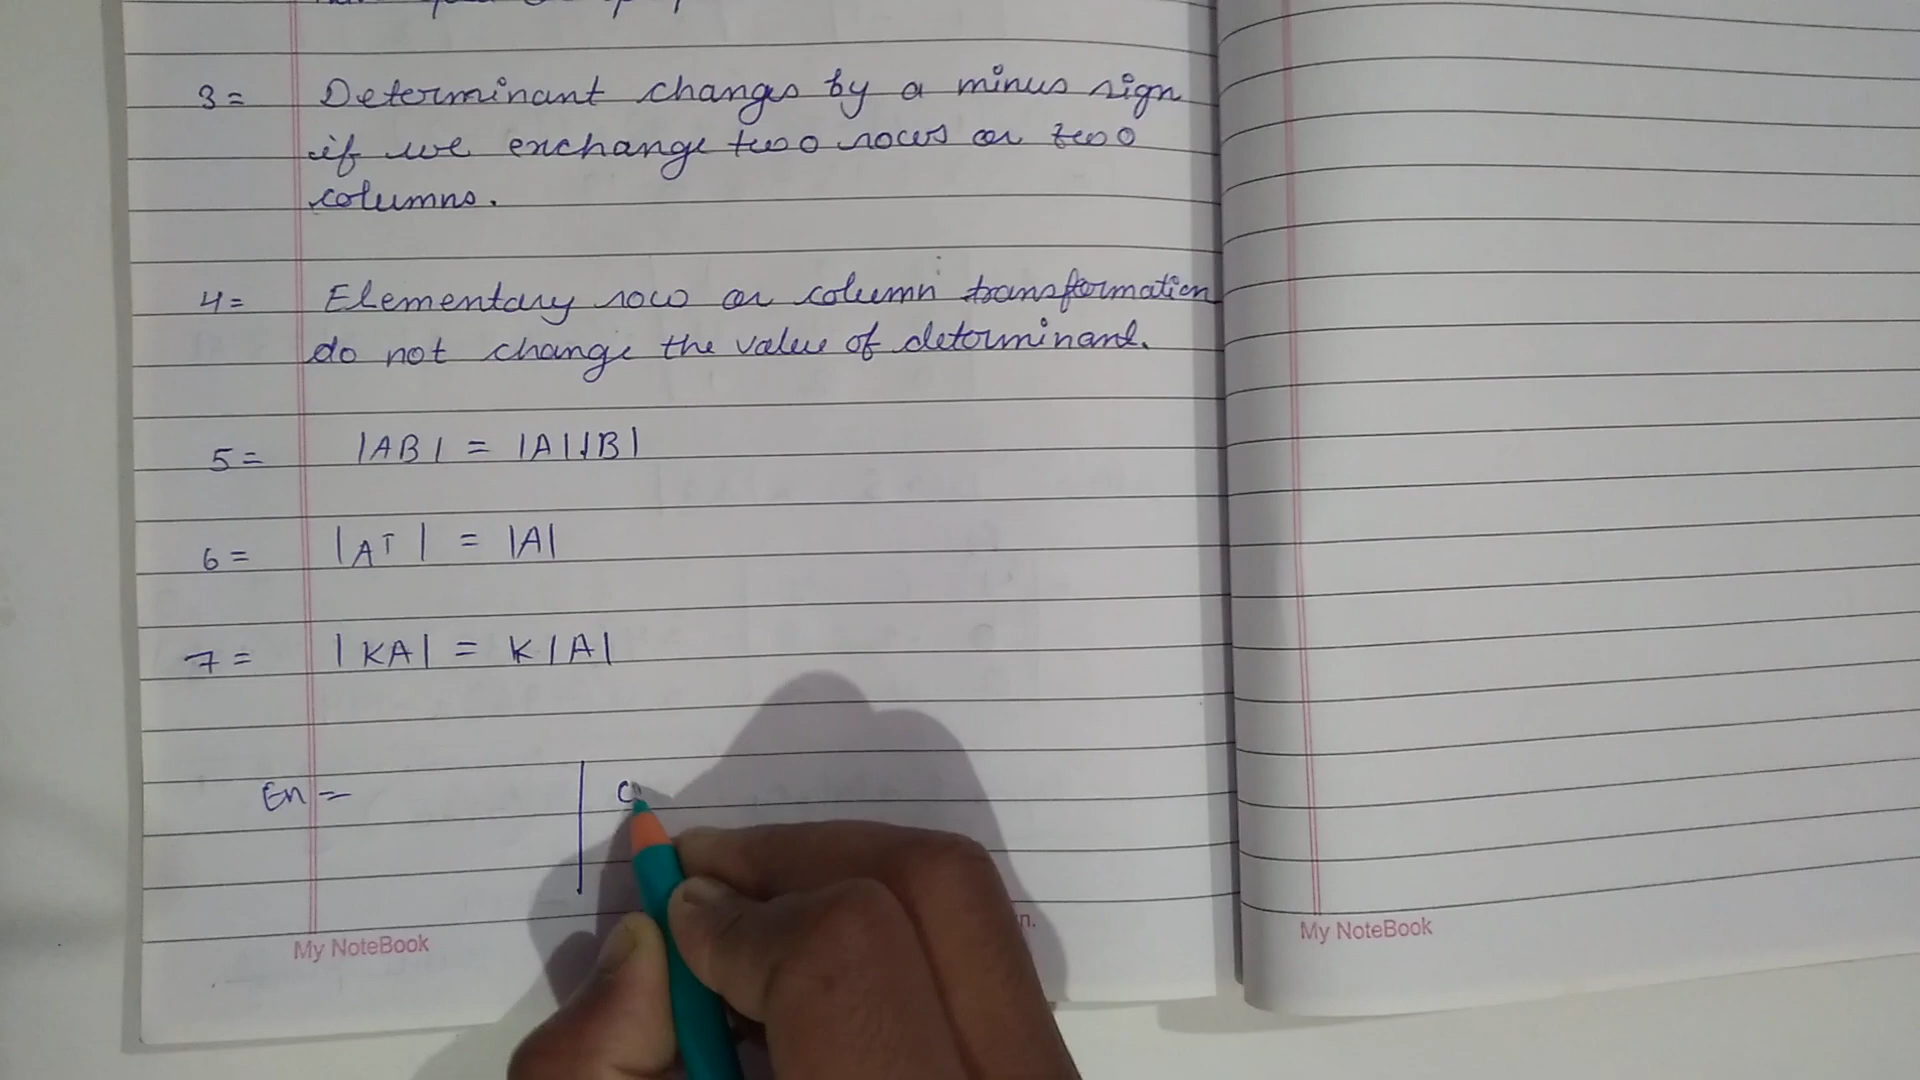 3= Determinant changes by a minus sign
if we exchange two rows or two
columns.
4= Elementary row or column transformation
do not change the value of determinant.
5= |AB| = |A||B|
6= |AT| = |A|
7= |KA| = K|A|
En =
My NoteBook
n.
My NoteBook